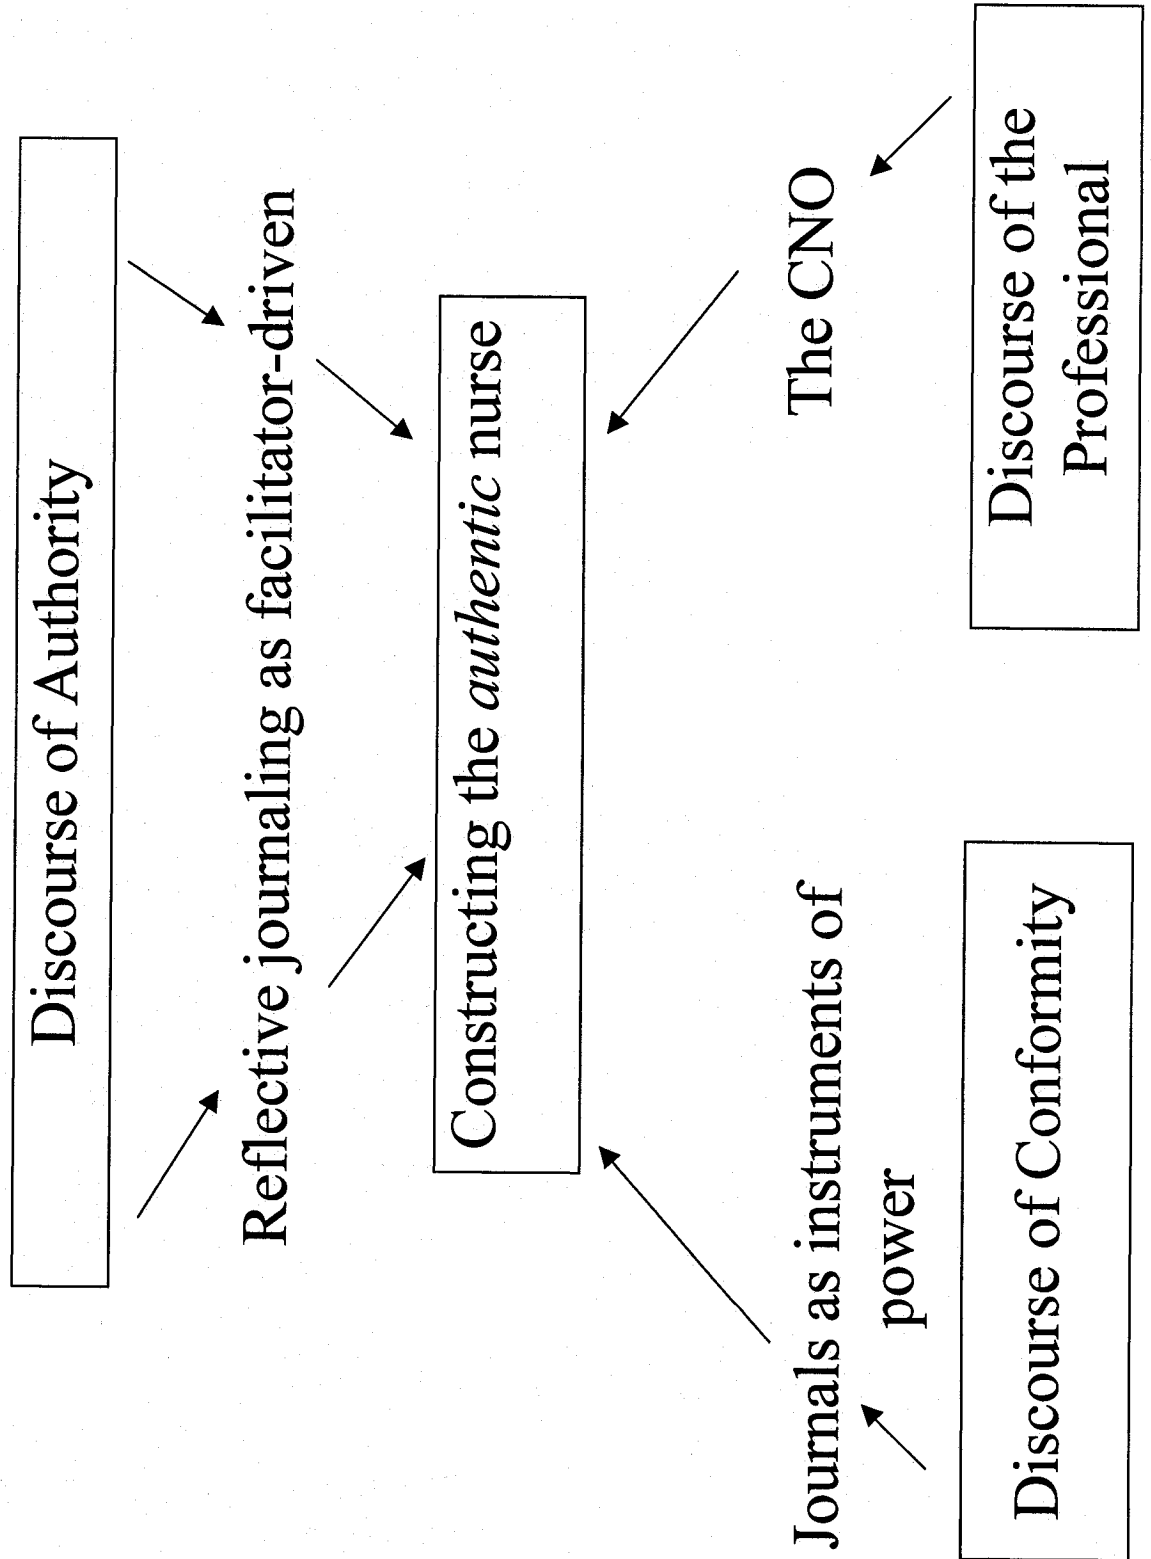 Discourse of Authority
Reflective journaling as facilitator-driven
Constructing the authentic nurse
Journals as instruments of
power
The CNO
Discourse of Conformity
Discourse of the
Professional